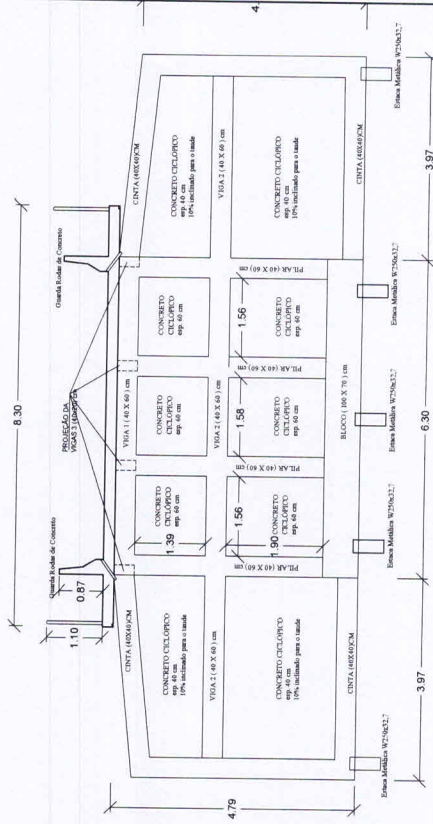 8.30
4.
Guarda Rodas de Concreto
Guarda Rodas de Concreto
1.10
0.87
PROJEÇÃO DA
CINTA (40X40)CM
VIGA 1 ( 40 X 60 ) cm
CINTA (40X40)CM
CONCRETO CICLÓPICO
esp. 40 cm
10% inclinado para o taude
CONCRETO
CICLÓPICO
esp. 60 cm
1.39
CONCRETO
CICLÓPICO
esp. 60 cm
CONCRETO
CICLÓPICO
esp. 60 cm
CONCRETO CICLÓPICO
esp. 40 cm
10% inclinado para o taude
4.79
VIGA 2 ( 40 X 60 ) cm
VIGA 2 ( 40 X 60 ) cm
VIGA 2 ( 40 X 60 ) cm
1.56
1.58
1.56
PILAR (40 X 60) cm
PILAR (40 X 60) cm
PILAR (40 X 60) cm
PILAR (40 X 60) cm
CONCRETO CICLÓPICO
esp. 40 cm
10% inclinado para o taude
1.90
CONCRETO
CICLÓPICO
esp. 60 cm
CONCRETO
CICLÓPICO
esp. 60 cm
CONCRETO
CICLÓPICO
esp. 60 cm
CONCRETO CICLÓPICO
esp. 40 cm
10% inclinado para o taude
CINTA (40X40)CM
BLOCO ( 100 X 70 ) cm
CINTA (40X40)CM
Estaca Metálica W250x32,7
Estaca Metálica W250x32,7
Estaca Metálica W250x32,7
Estaca Metálica W250x32,7
Estaca Metálica W250x32,7
3.97
6.30
3.97